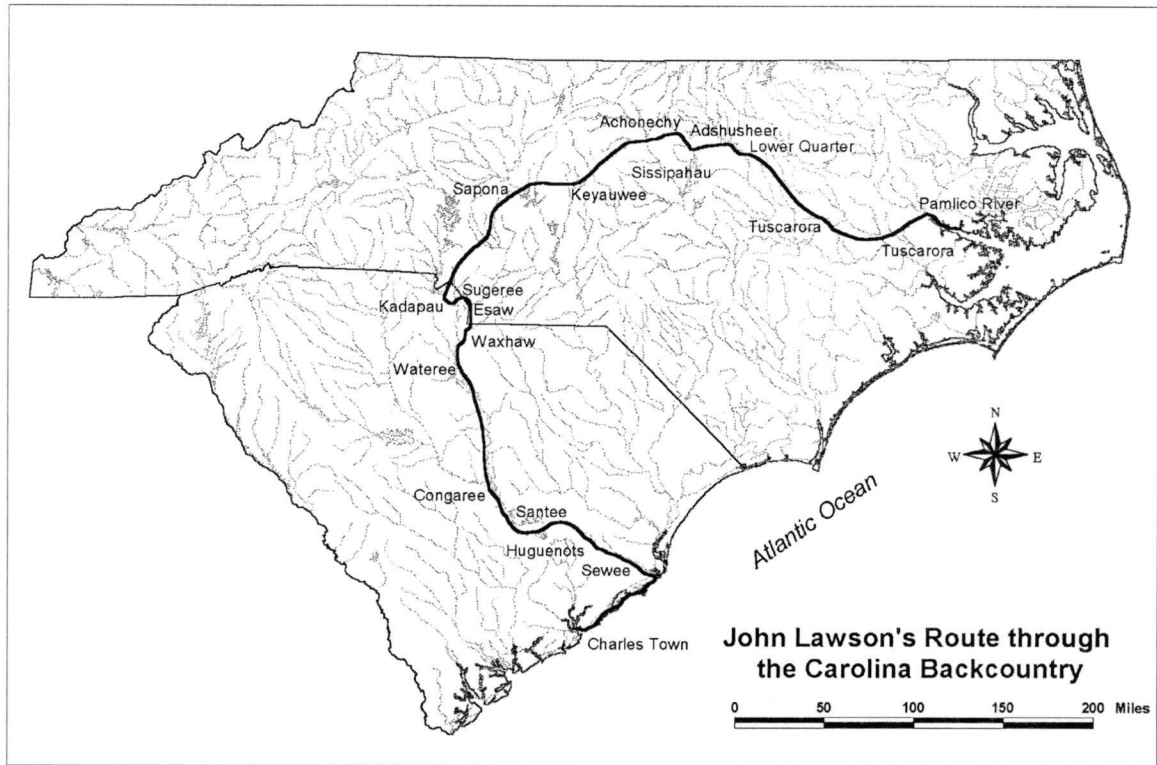 Achonechy
Adshusheer
Lower Quarter
Sissipahau
Sapona
Keyauwee
Pamlico River
Tuscarora
Tuscarora
Sugeree
Kadapau
Esaw
Waxhaw
Wateree
N
W E
S
Congaree
Santee
Atlantic Ocean
Huguenots
Sewee
Charles Town
John Lawson's Route through
the Carolina Backcountry
0 50 100 150 200 Miles